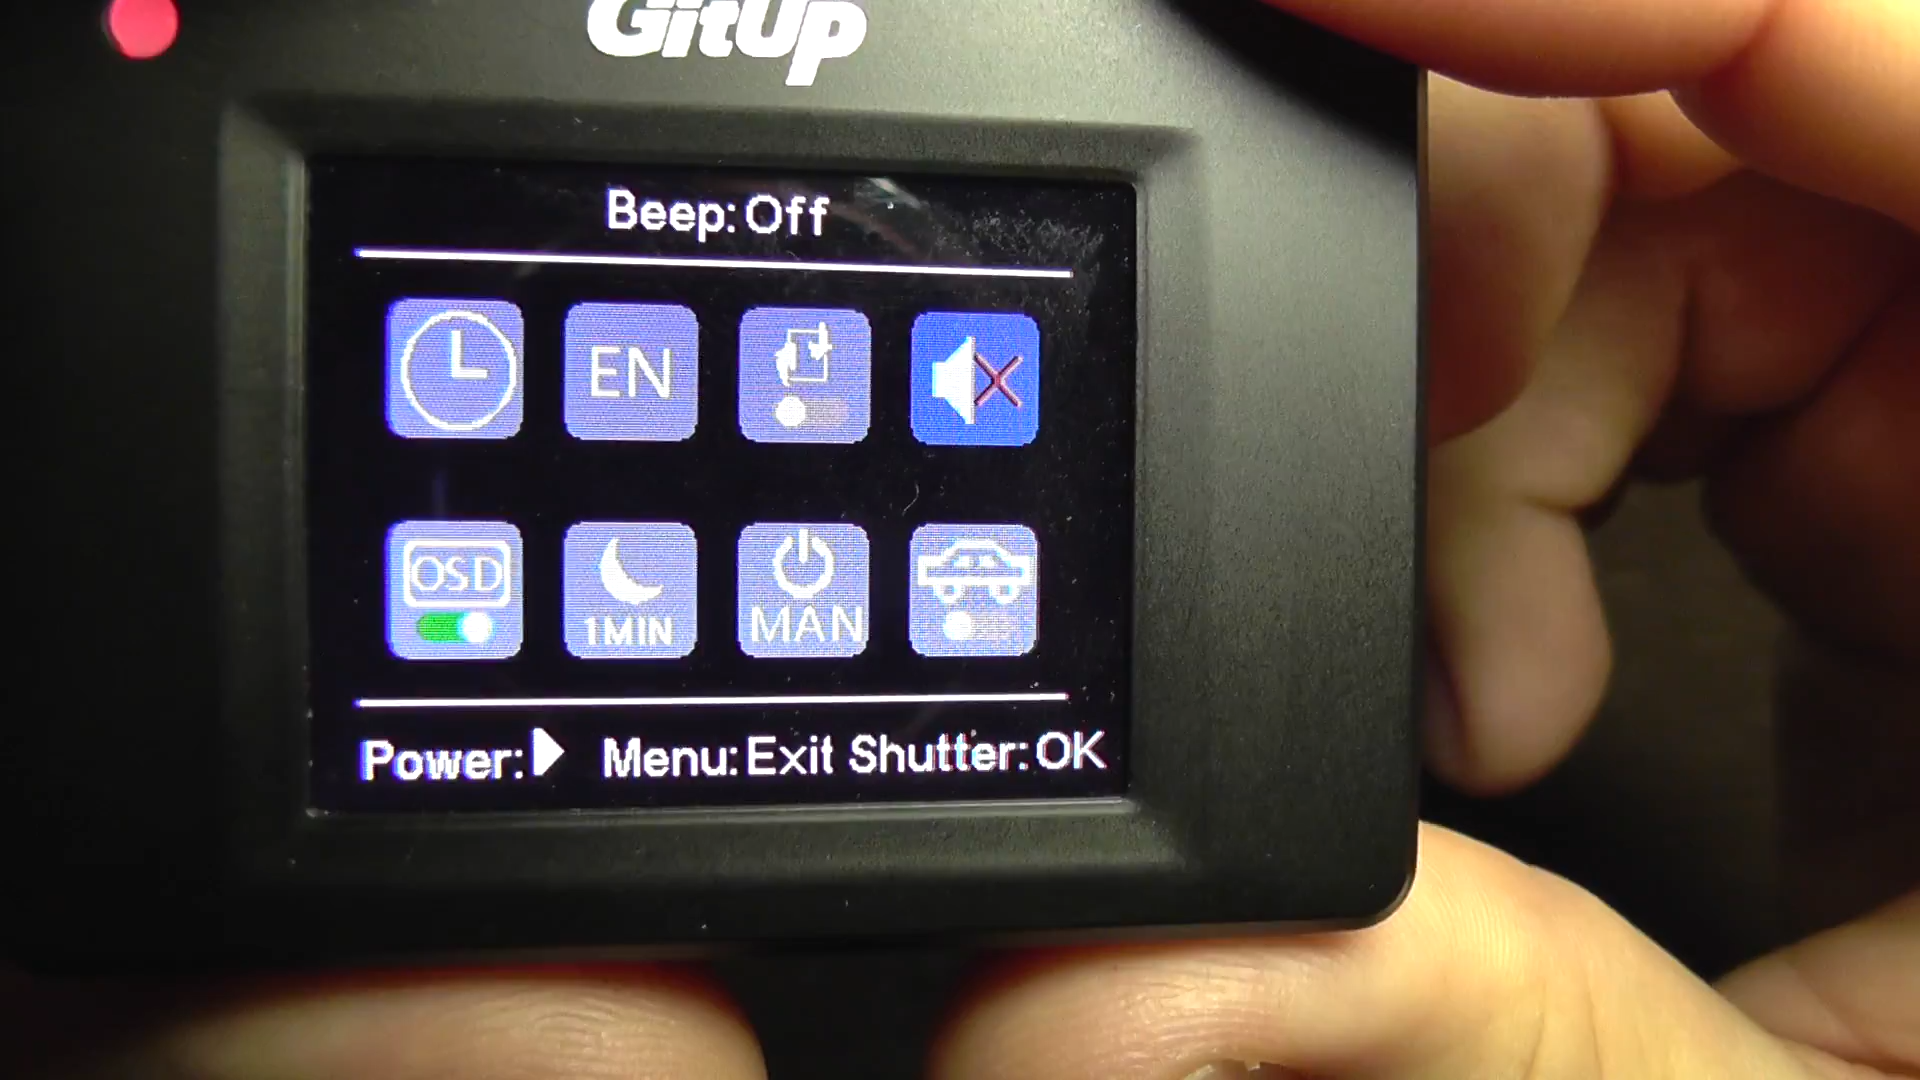 GitUp
Beep: Off
EN
OSD
1MIN
MAN
Power: Menu: Exit Shutter: OK